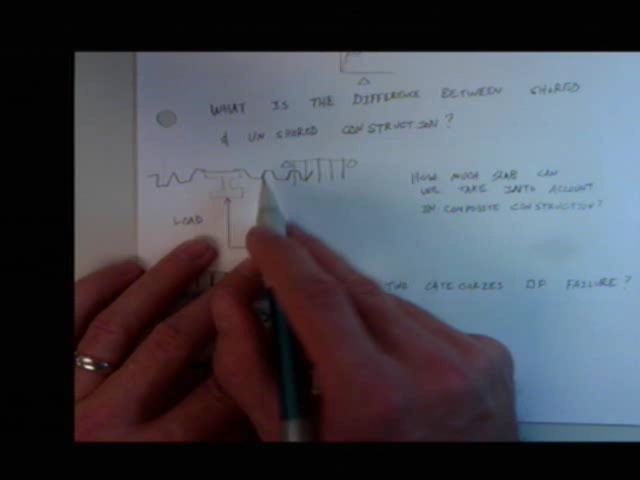 WHAT IS THE DIFFERENCE BETWEEN SHORED
& UNSHORED CONSTRUCTION?
HOW MUCH SLAB CAN
WE TAKE INTO ACCOUNT
IN COMPOSITE CONSTRUCTION?
LOAD
TWO CATEGORIES OF FAILURE?